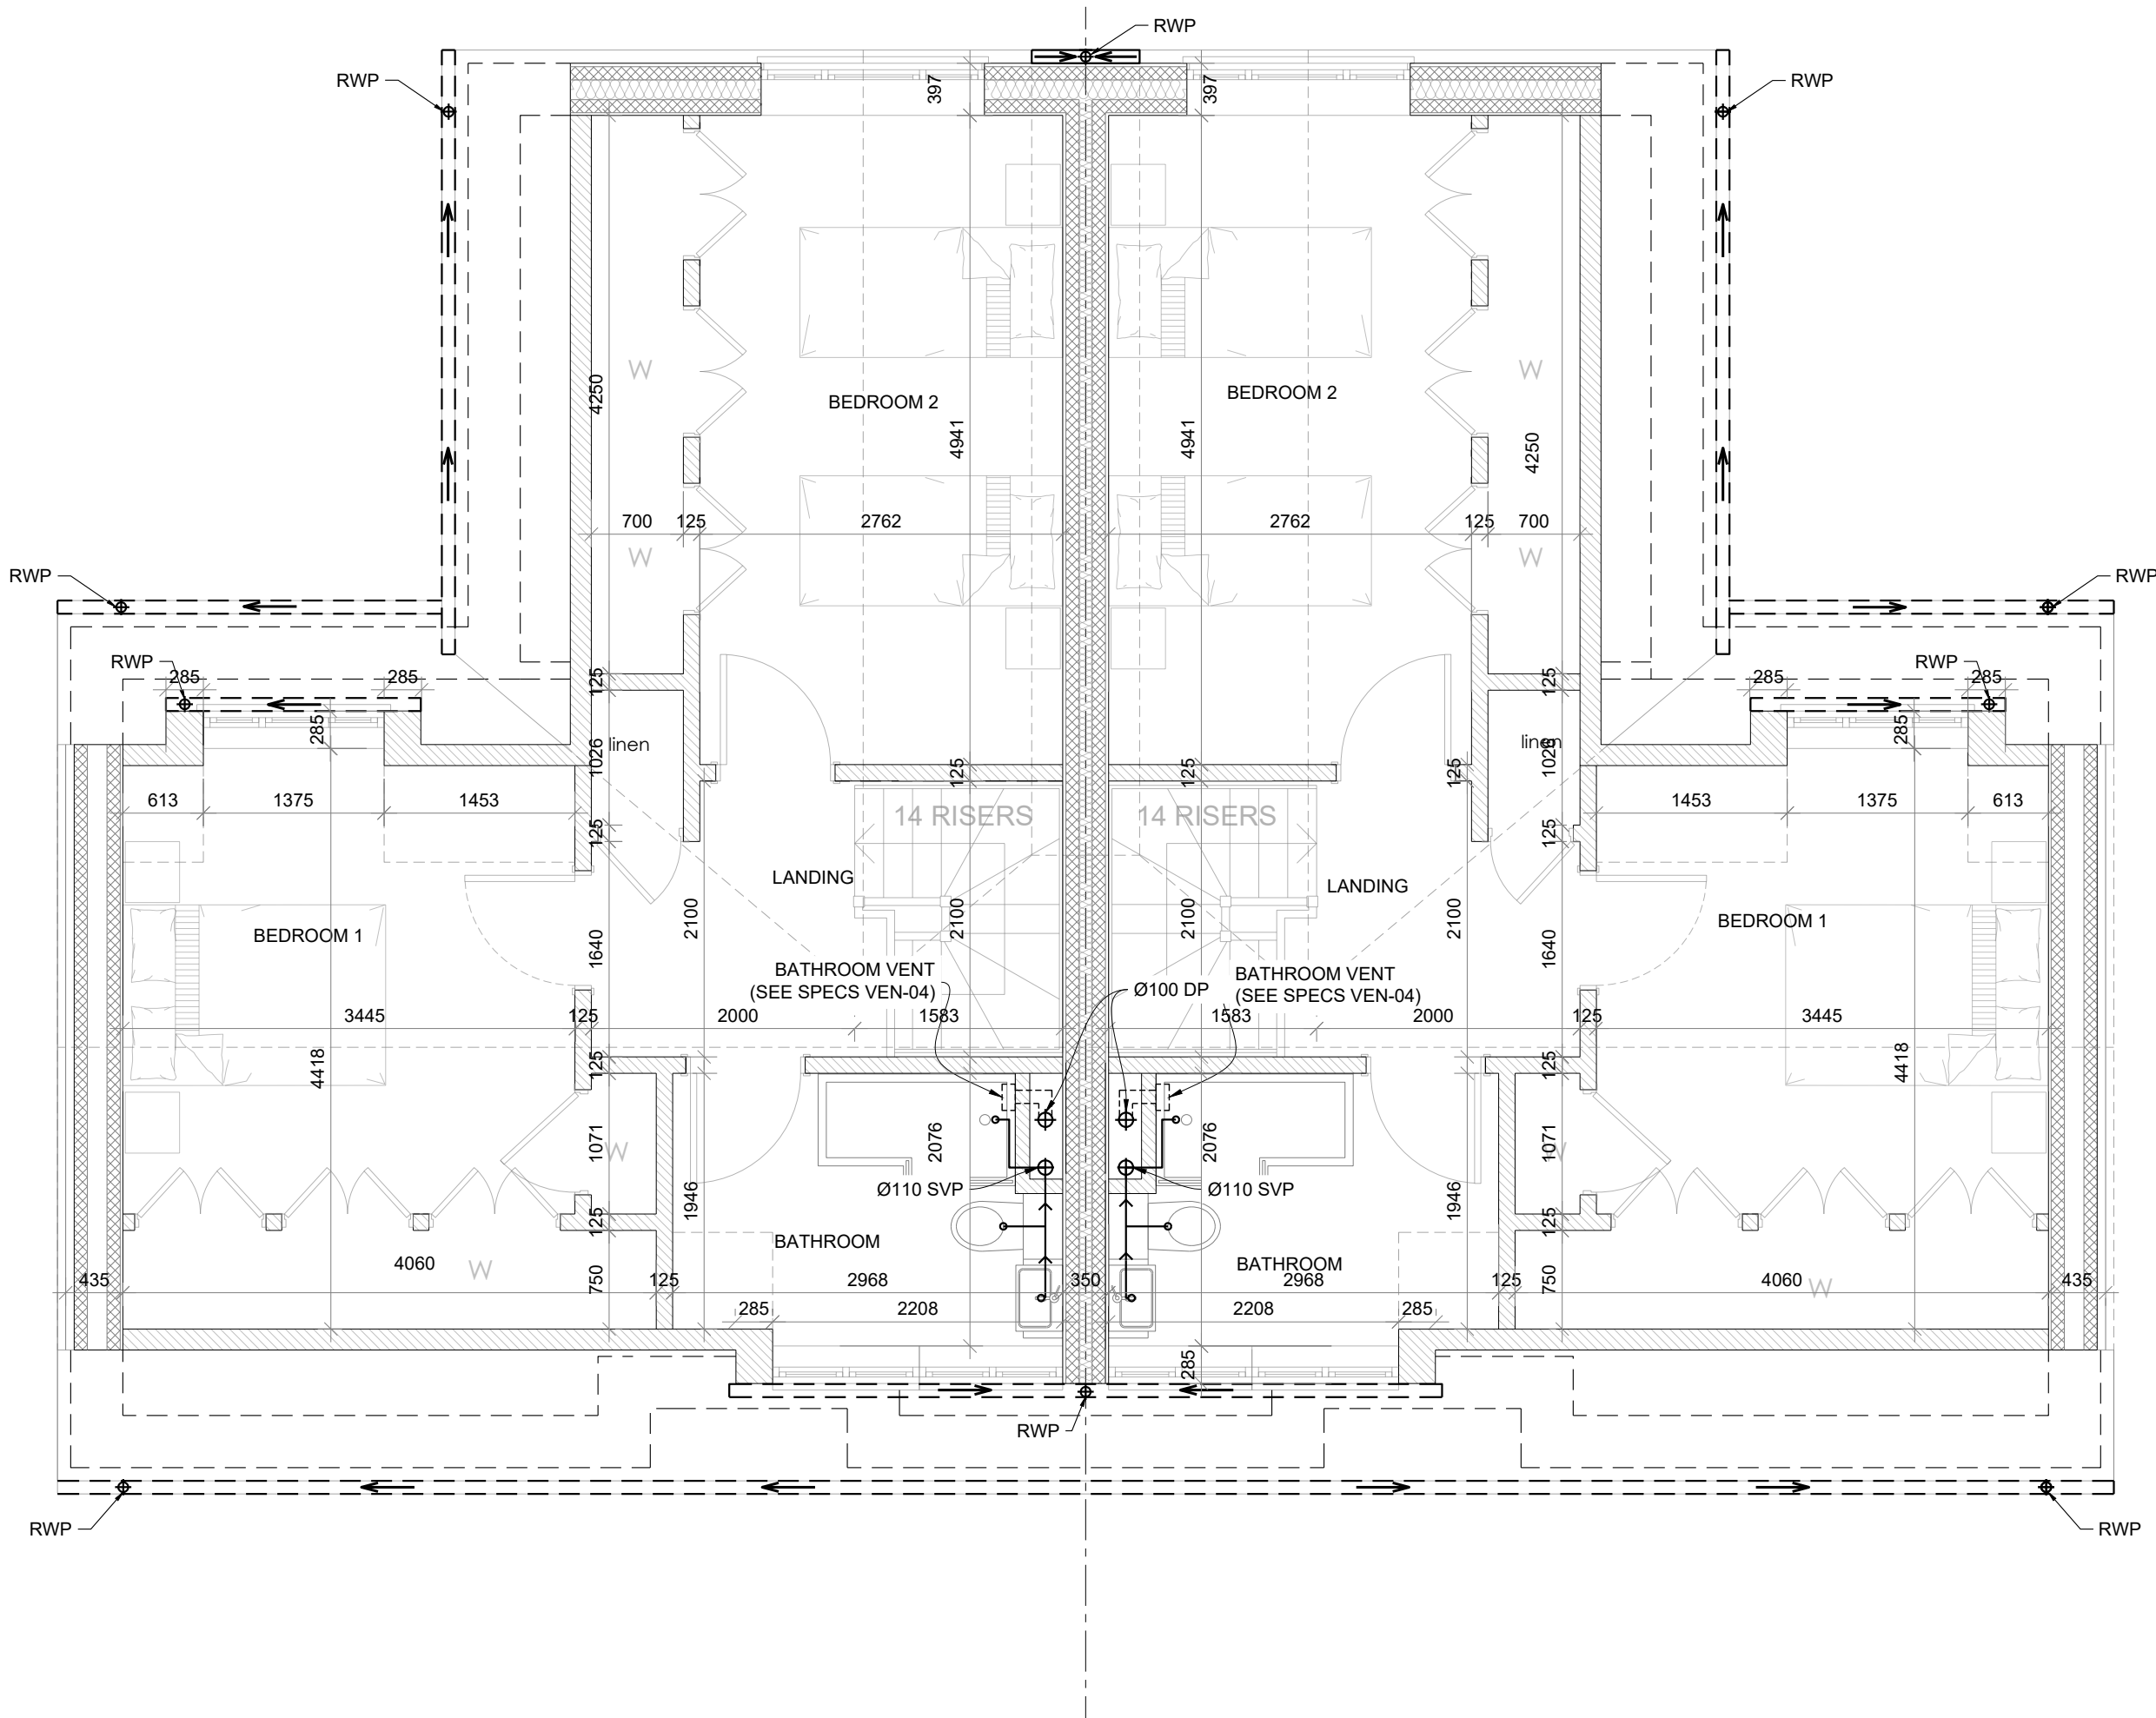 RWP
RWP
RWP
397
397
4250
W
W
BEDROOM 2
BEDROOM 2
4941
4941
4250
700
125
2762
2762
125
700
W
W
RWP
RWP
RWP
285
285
125
125
285
RWP
285
285
285
linen
1026
linen
1026
613
1375
1453
125
125
125
125
1453
1375
613
14 RISERS
14 RISERS
125
125
LANDING
LANDING
BEDROOM 1
BEDROOM 1
2100
2100
2100
2100
1640
1640
BATHROOM VENT
(SEE SPECS VEN-04)
Ø100 DP
BATHROOM VENT
(SEE SPECS VEN-04)
3445
125
2000
1583
1583
2000
125
3445
4418
125
125
4418
1071
W
2076
2076
1071
W
Ø110 SVP
Ø110 SVP
1946
1946
125
125
BATHROOM
BATHROOM
4060
W
750
750
W
435
125
2968
350
2968
125
4060
435
285
2208
2208
285
285
RWP
RWP
RWP